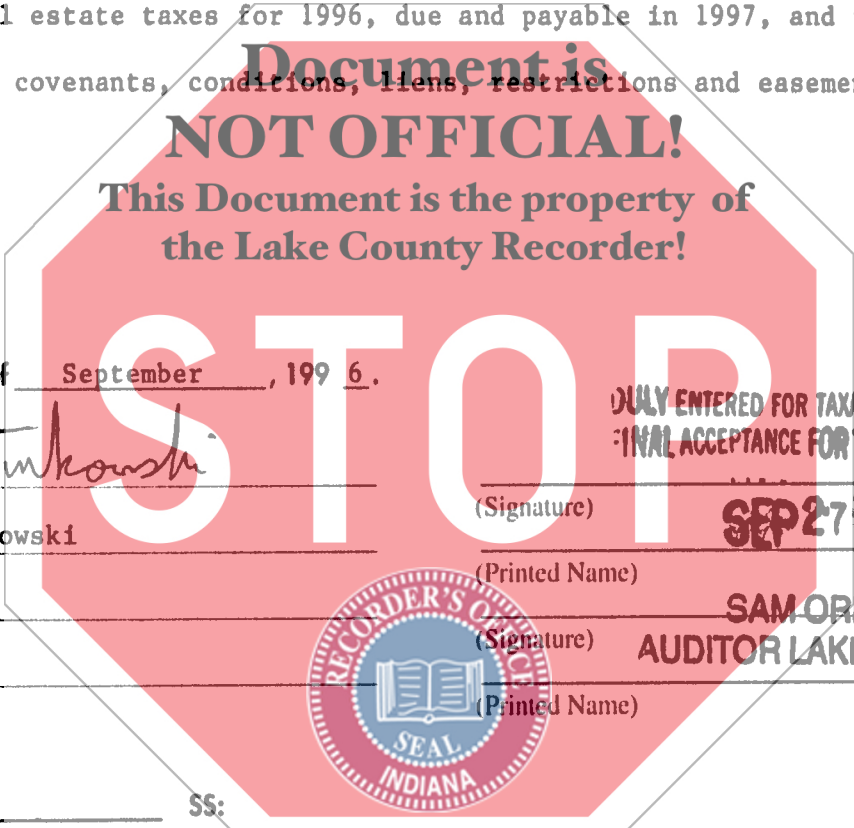 l estate taxes for 1996, due and payable in 1997, and
Document is
covenants, conditions, liens, restrictions and easeme
NOT OFFICIAL!
This Document is the property of
the Lake County Recorder!
STOP
f September , 199 6.
DULY ENTERED FOR TAXA
FINAL ACCEPTANCE FOR
nkowski
(Signature)
SEP 27
owski
(Printed Name)
SAM OR
(Signature)
AUDITOR LAKE
(Printed Name)
RECORDER'S OFFICE
SEAL
INDIANA
SS: